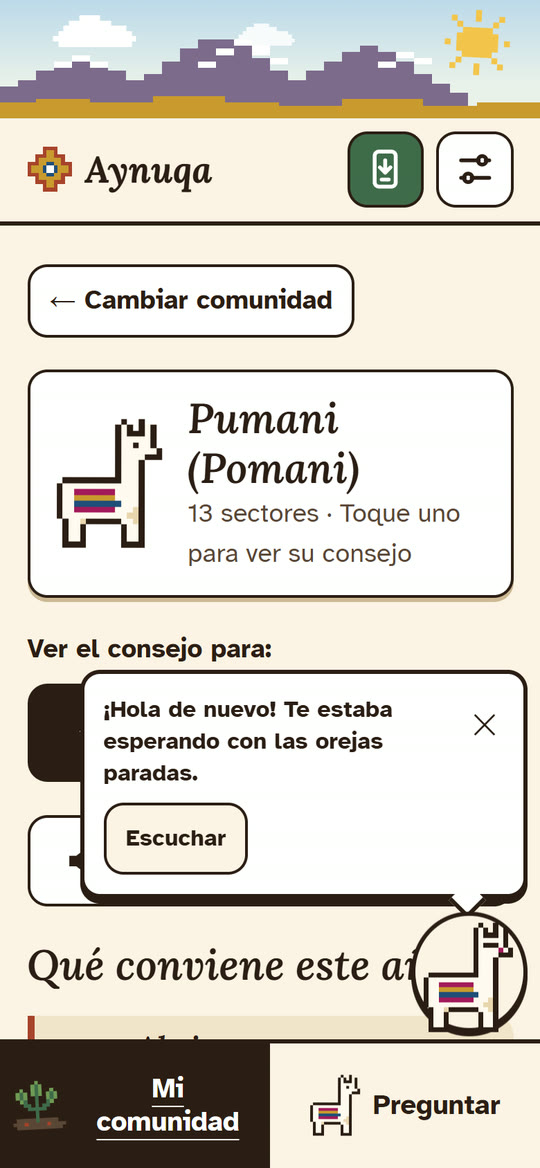 Aynuqa
← Cambiar comunidad
Pumani
(Pomani)
13 sectores · Toque uno
para ver su consejo
Ver el consejo para:
¡Hola de nuevo! Te estaba
esperando con las orejas
paradas.
Escuchar
Qué conviene este
Mi
comunidad
Preguntar